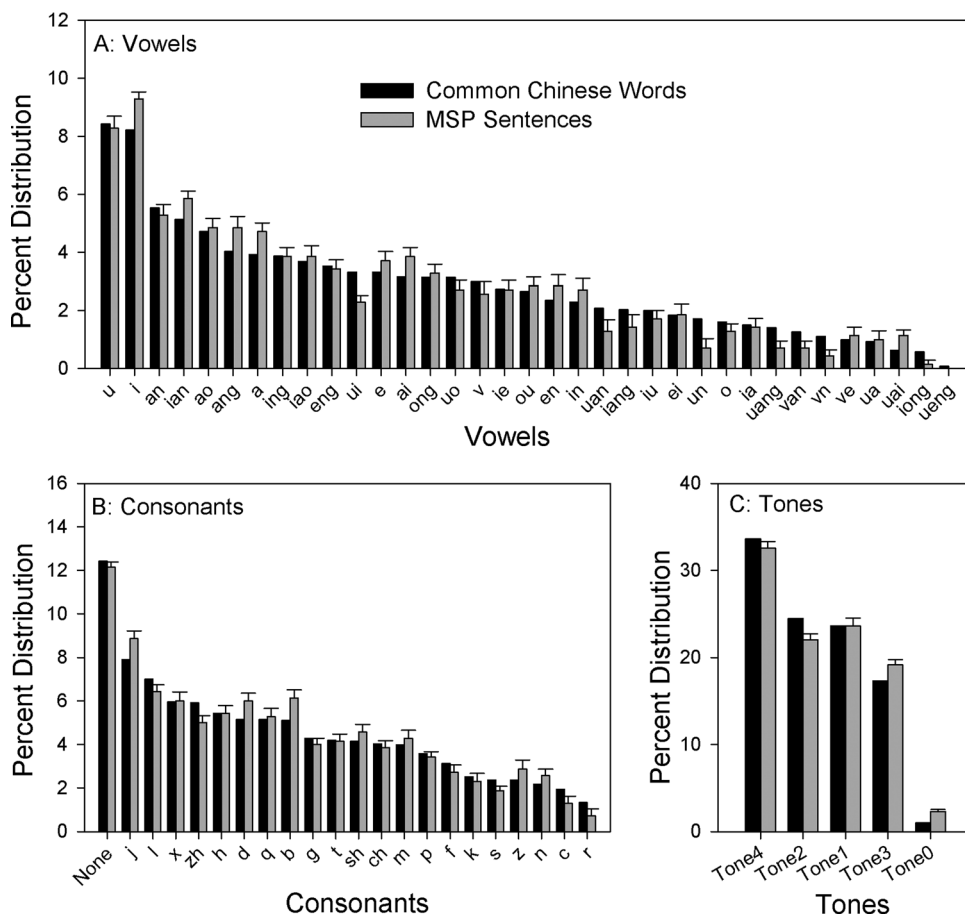 A: Vowels
Common Chinese Words
MSP Sentences
Percent Distribution
12
10
8
6
4
2
0
u i an ian ao ang a ing iao eng ui e ai ong uo v ie ou en in uan iang iu ei un o ia uang van vn ve ua uai iong ueng
Vowels
B: Consonants
Percent Distribution
16
14
12
10
8
6
4
2
0
None j l x zh h d q b g t sh ch m p f k s z n c r
Consonants
C: Tones
Percent Distribution
40
30
20
10
0
Tone4 Tone2 Tone1 Tone3 Tone0
Tones